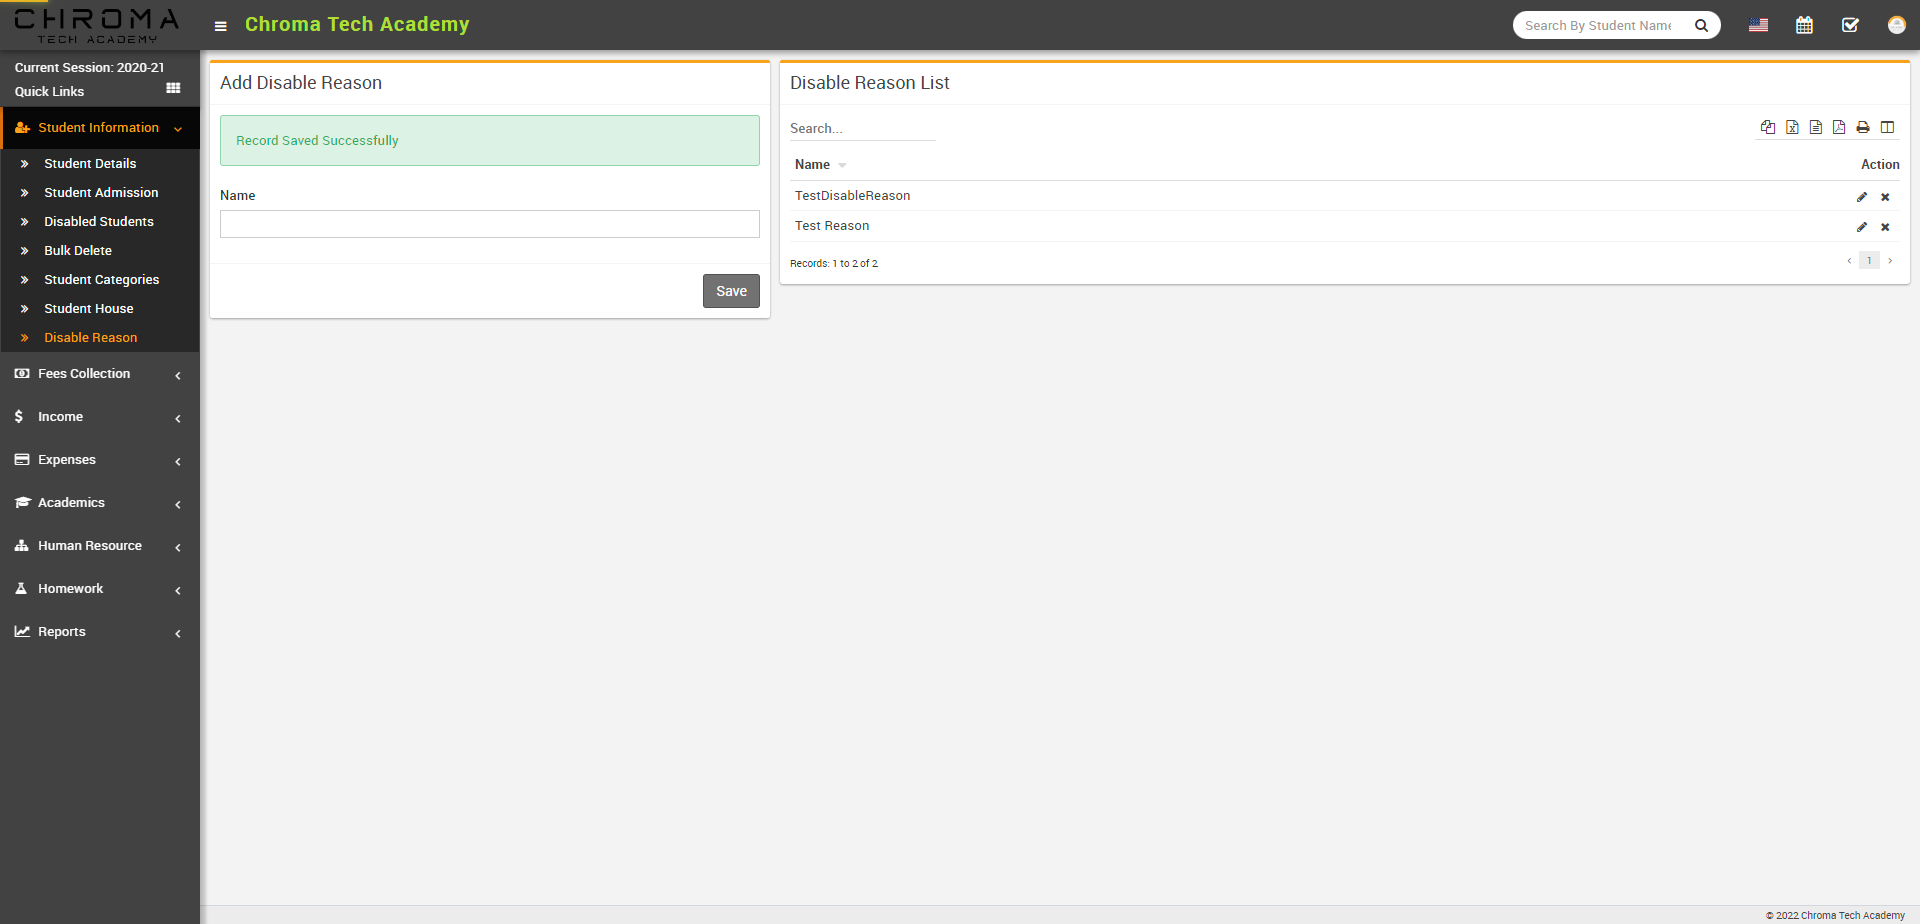 CHROMA
TECH ACADEMY
Chroma Tech Academy
Search By Student Name
Current Session: 2020-21
Quick Links
Student Information
Student Details
Student Admission
Disabled Students
Bulk Delete
Student Categories
Student House
Disable Reason
Fees Collection
Income
Expenses
Academics
Human Resource
Homework
Reports
Add Disable Reason
Record Saved Successfully
Name
Save
Disable Reason List
Search...
Name Action
TestDisableReason
Test Reason
Records: 1 to 2 of 2
1
© 2022 Chroma Tech Academy